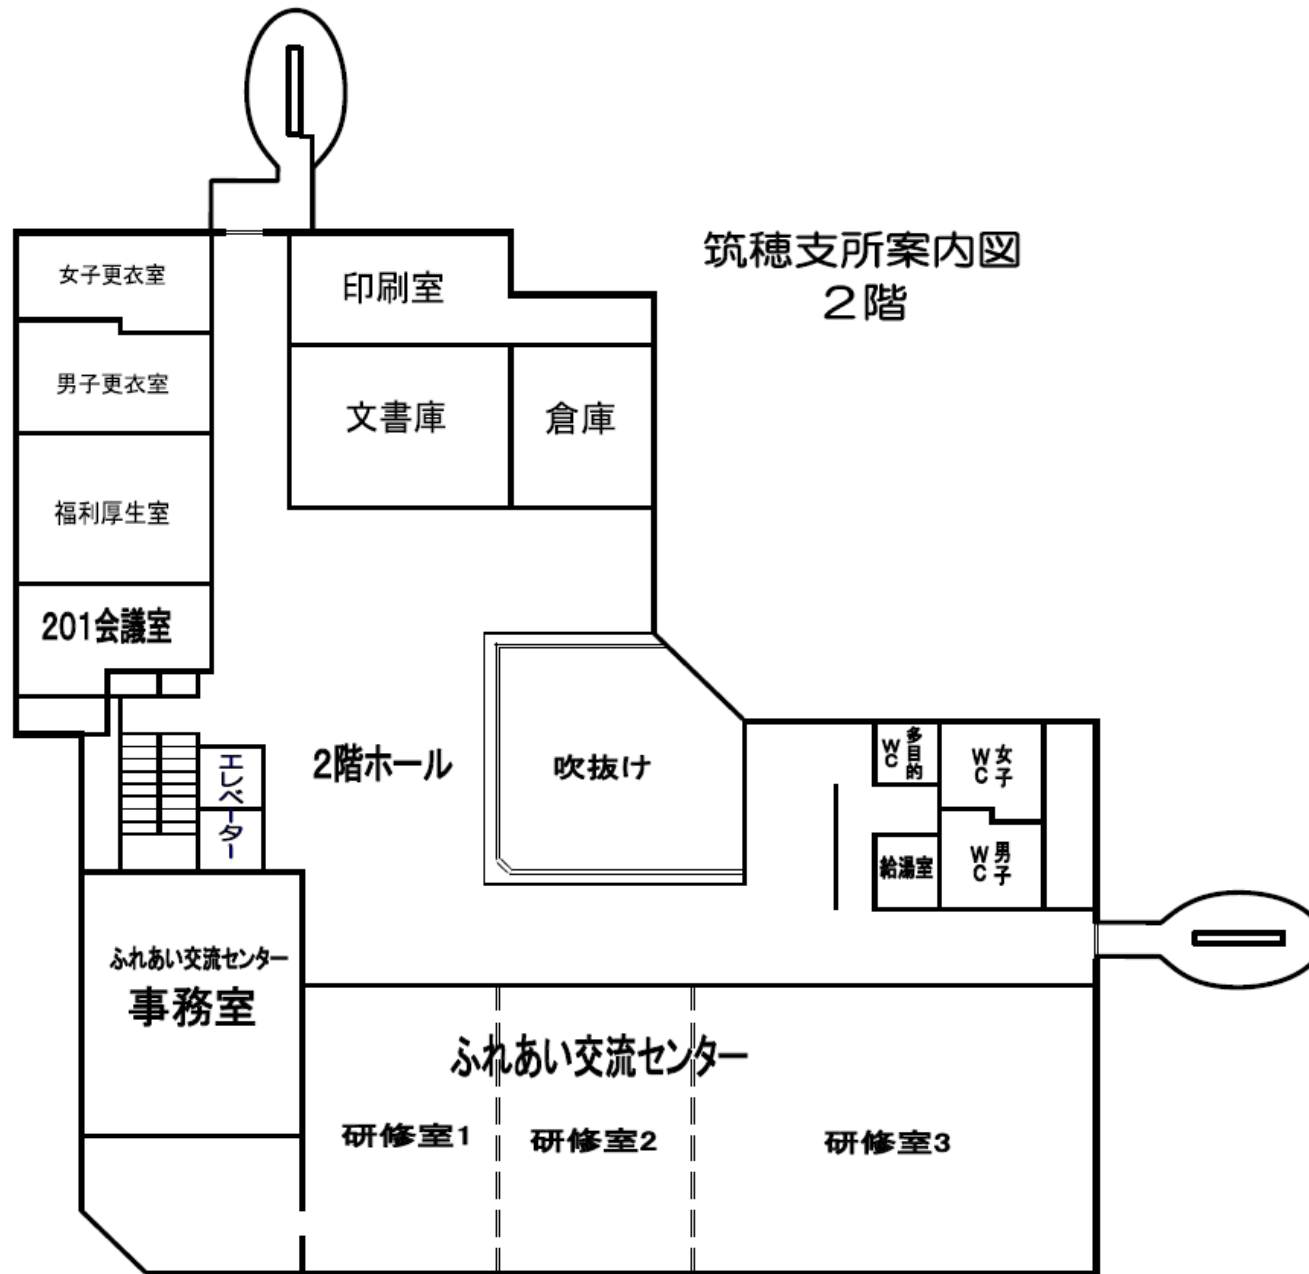 筑穂支所案内図
2階
女子更衣室
印刷室
男子更衣室
文書庫
倉庫
福利厚生室
201会議室
エレベーター
2階ホール
吹抜け
多目的
WC
女子
WC
給湯室
男子
WC
ふれあい交流センター
事務室
ふれあい交流センター
研修室1
研修室2
研修室3